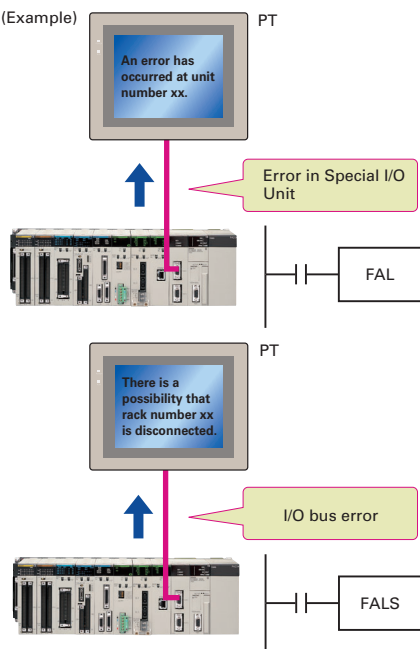 (Example)
PT
An error has
occurred at unit
number xx.
Error in Special I/O
Unit
FAL
PT
There is a
possibility that
rack number xx
is disconnected.
I/O bus error
FALS